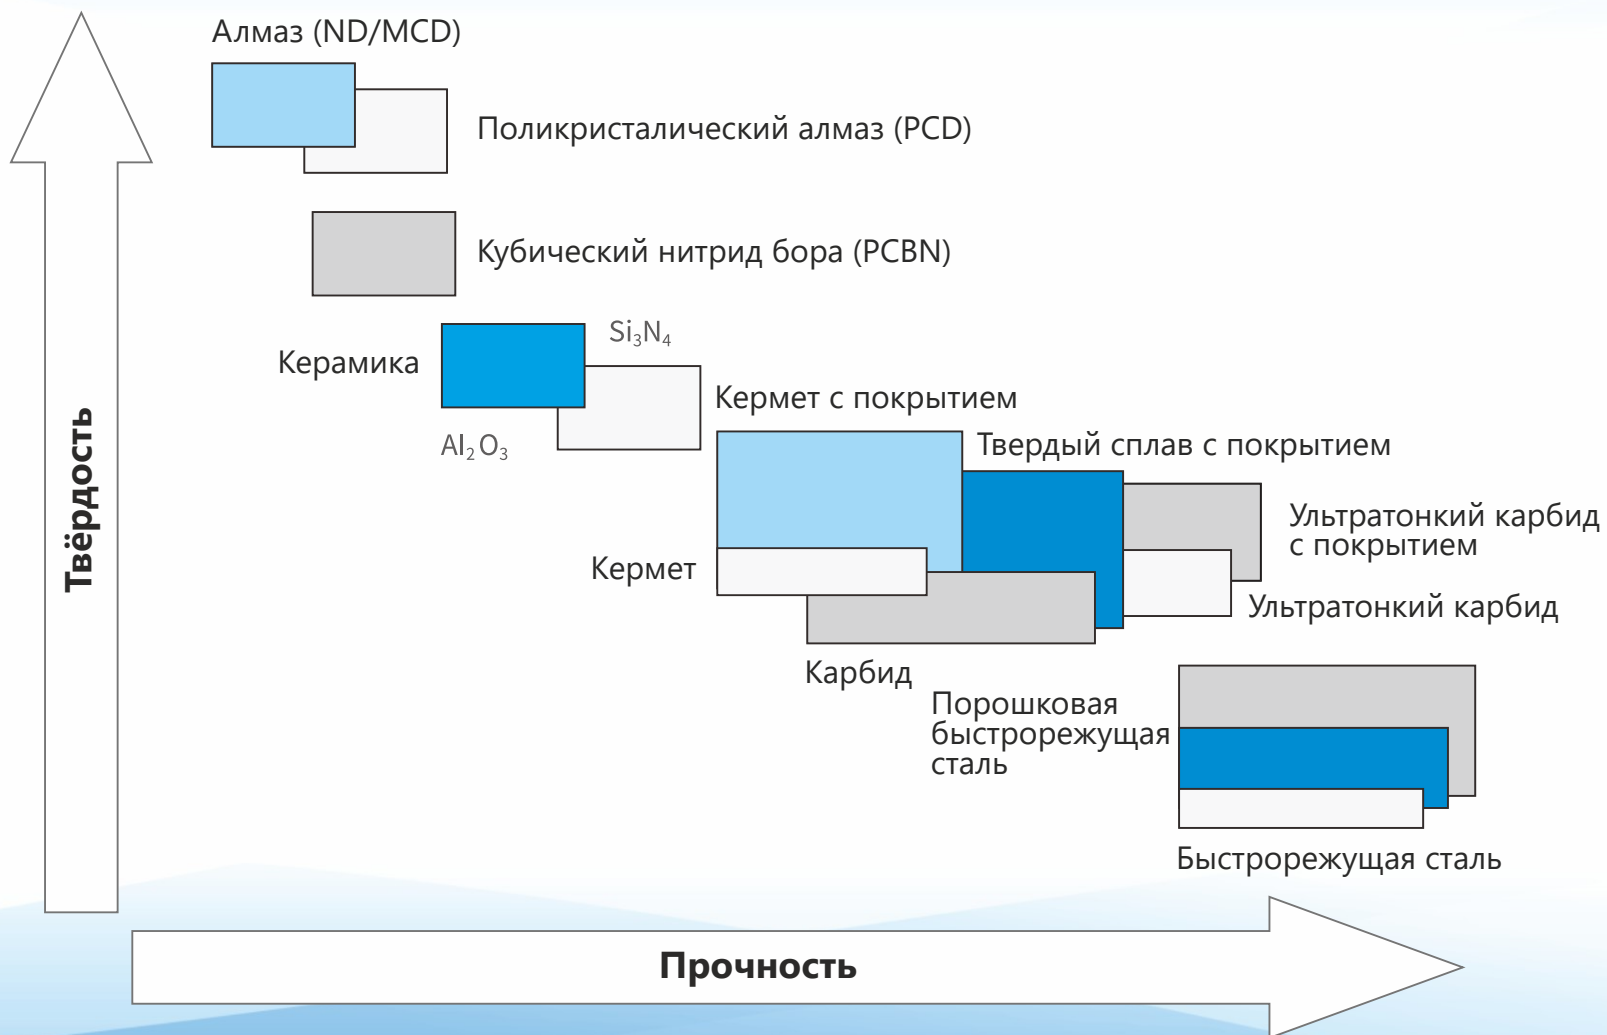 Алмаз (ND/MCD)
Поликристалический алмаз (PCD)
Кубический нитрид бора (PCBN)
Si₃N₄
Керамика
Al₂O₃
Кермет с покрытием
Твердый сплав с покрытием
Ультратонкий карбид
с покрытием
Кермет
Ультратонкий карбид
Карбид
Порошковая
быстрорежущая
сталь
Быстрорежущая сталь
Твёрдость
Прочность